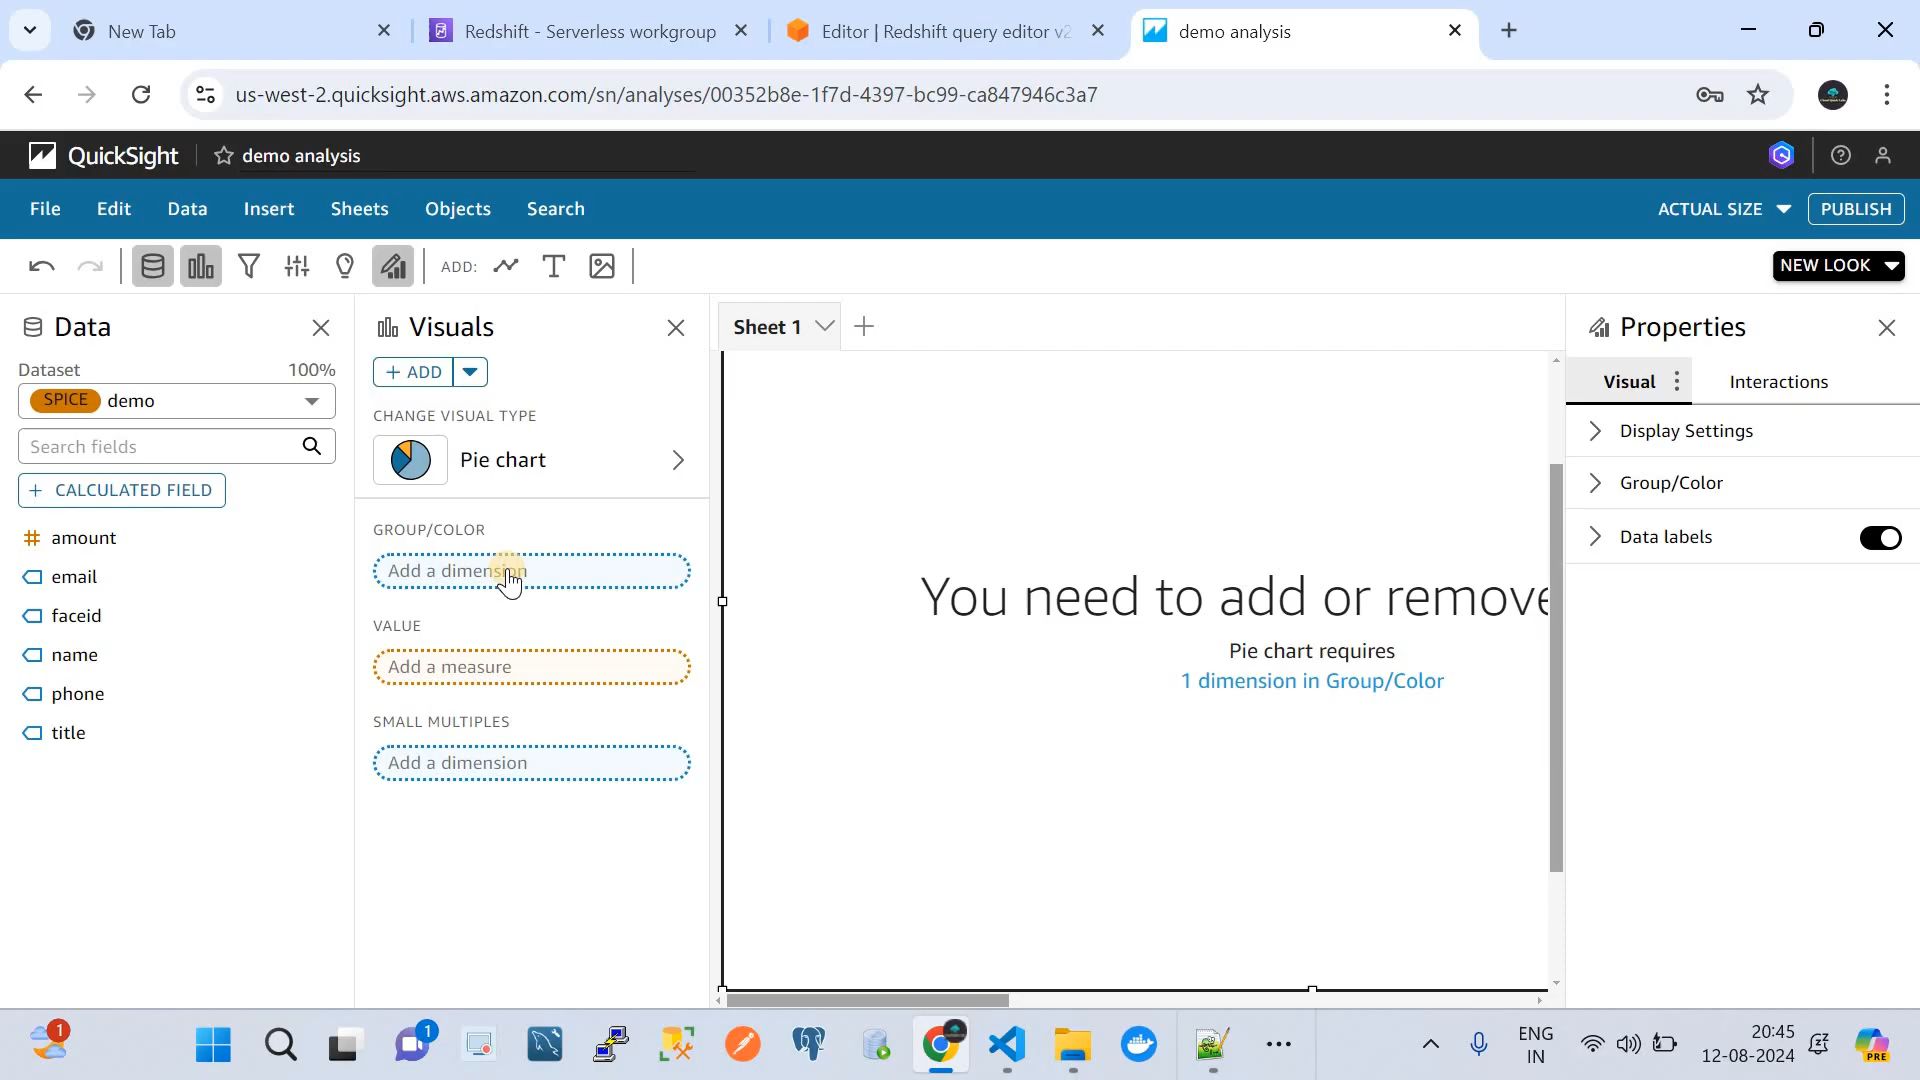 New Tab
Redshift - Serverless workgroup
Editor | Redshift query editor v2
demo analysis
us-west-2.quicksight.aws.amazon.com/sn/analyses/00352b8e-1f7d-4397-bc99-ca847946c3a7
QuickSight
demo analysis
File Edit Data Insert Sheets Objects Search
ACTUAL SIZE
PUBLISH
ADD:
NEW LOOK
Data
Dataset 100%
SPICE demo
Search fields
+ CALCULATED FIELD
amount
email
faceid
name
phone
title
Visuals
+ ADD
CHANGE VISUAL TYPE
Pie chart
GROUP/COLOR
Add a dimension
VALUE
Add a measure
SMALL MULTIPLES
Add a dimension
Sheet 1
You need to add or remove
Pie chart requires
1 dimension in Group/Color
Properties
Visual Interactions
Display Settings
Group/Color
Data labels
1
1
ENG
IN
20:45
12-08-2024
PRE